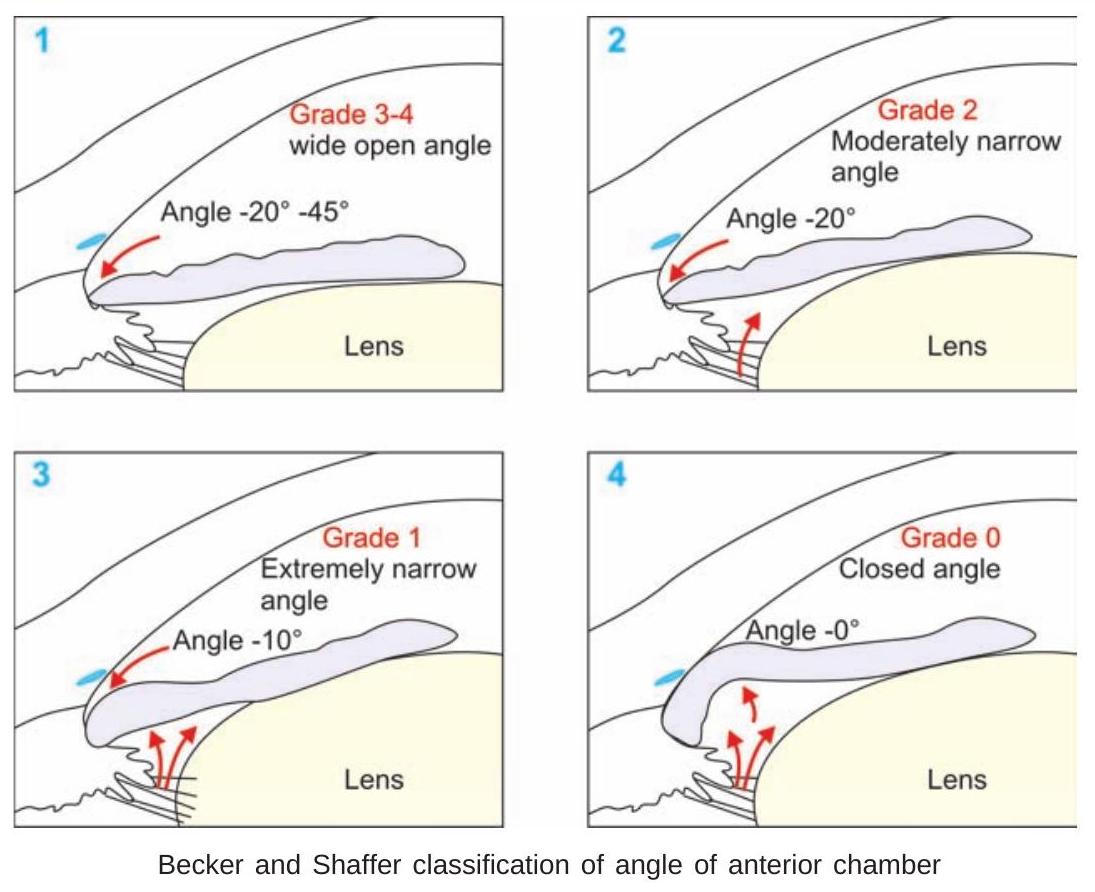 1
Grade 3-4
wide open angle
Angle -20° -45°
Lens
2
Grade 2
Moderately narrow
angle
Angle -20°
Lens
3
Grade 1
Extremely narrow
angle
Angle -10°
Lens
4
Grade 0
Closed angle
Angle -0°
Lens
Becker and Shaffer classification of angle of anterior chamber